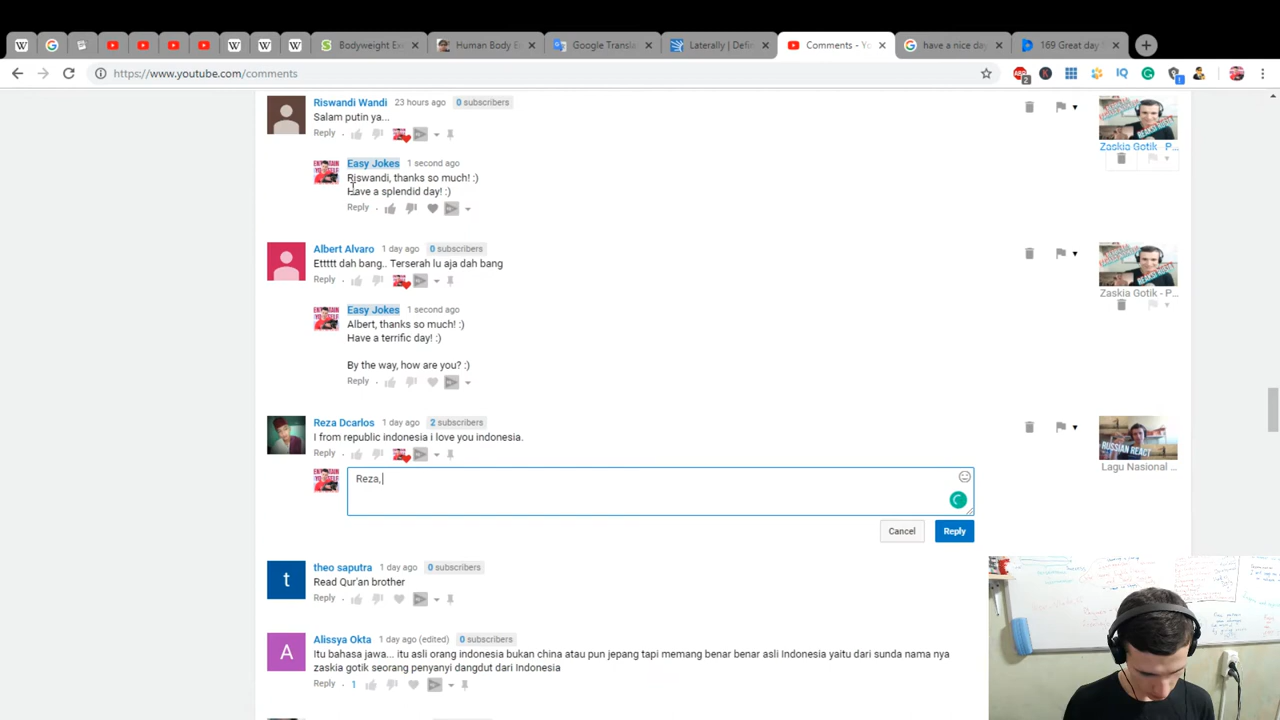 Bodyweight Ex
Human Body E
Google Transla
Laterally | Defin
Comments - Y
have a nice day
169 Great day
https://www.youtube.com/comments
Riswandi Wandi 23 hours ago 0 subscribers
Salam putin ya...
Reply
Zaskia Gotik - P...
Easy Jokes 1 second ago
Riswandi, thanks so much! :)
Have a splendid day! :)
Reply
Albert Alvaro 1 day ago 0 subscribers
Ettttt dah bang.. Terserah lu aja dah bang
Reply
Zaskia Gotik - P...
Easy Jokes 1 second ago
Albert, thanks so much! :)
Have a terrific day! :)
By the way, how are you? :)
Reply
Reza Dcarlos 1 day ago 2 subscribers
I from republic indonesia i love you indonesia.
Reply
RUSSIAN REACT
Lagu Nasional ...
Reza,
Cancel Reply
theo saputra 1 day ago 0 subscribers
Read Qur'an brother
Reply
Alissya Okta 1 day ago (edited) 0 subscribers
Itu bahasa jawa... itu asli orang indonesia bukan china atau pun jepang tapi memang benar benar asli Indonesia yaitu dari sunda nama nya
zaskia gotik seorang penyanyi dangdut dari Indonesia
Reply 1